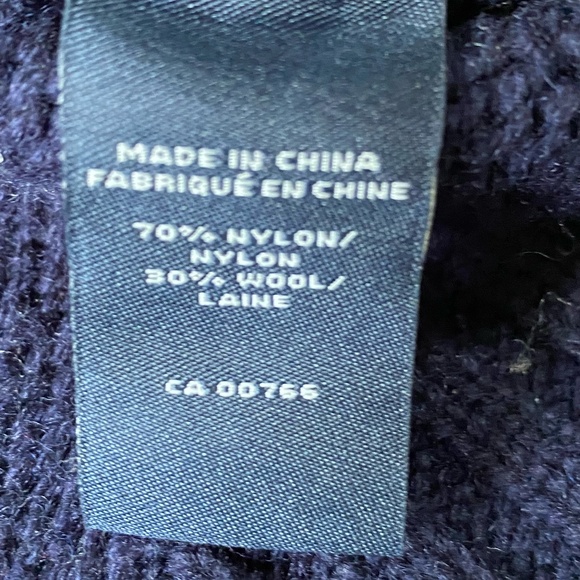 MADE IN CHINA
FABRIQUÉ EN CHINE
70% NYLON/
NYLON
30% WOOL/
LAINE
CA 00766